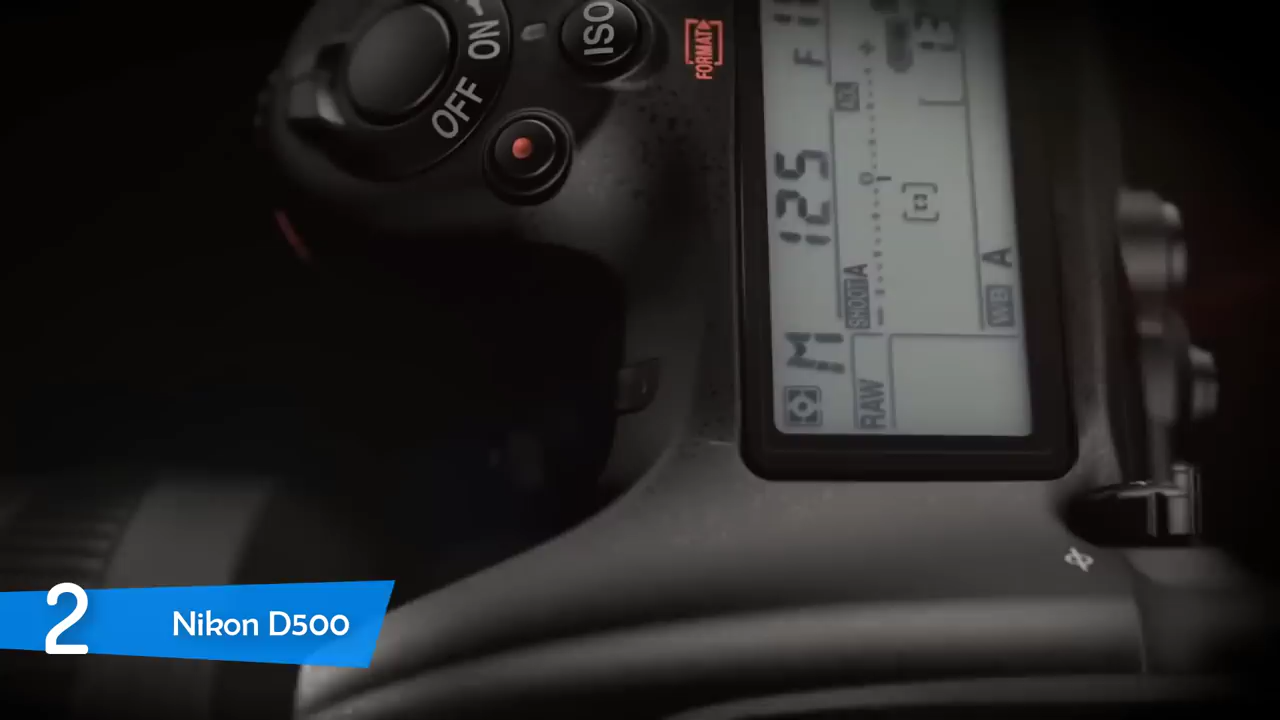 ON
OFF
ISO
FORMAT
F
125
SHOOT A
M
RAW
WB A
2
Nikon D500